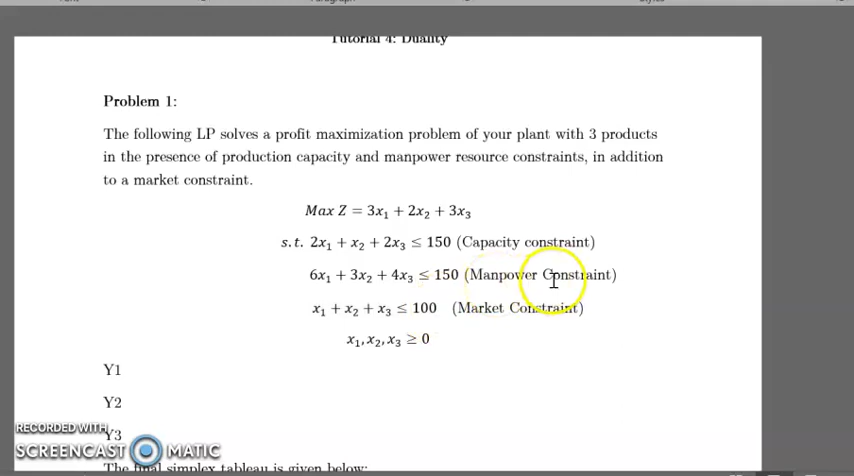 Tutorial 4: Duality
Problem 1:
The following LP solves a profit maximization problem of your plant with 3 products
in the presence of production capacity and manpower resource constraints, in addition
to a market constraint.
Max Z = 3x₁ + 2x₂ + 3x₃
s.t. 2x₁ + x₂ + 2x₃ ≤ 150 (Capacity constraint)
6x₁ + 3x₂ + 4x₃ ≤ 150 (Manpower Constraint)
x₁ + x₂ + x₃ ≤ 100 (Market Constraint)
x₁, x₂, x₃ ≥ 0
Y1
Y2
Y3
RECORDED WITH
SCREENCAST MATIC
The final simplex tableau is given below: